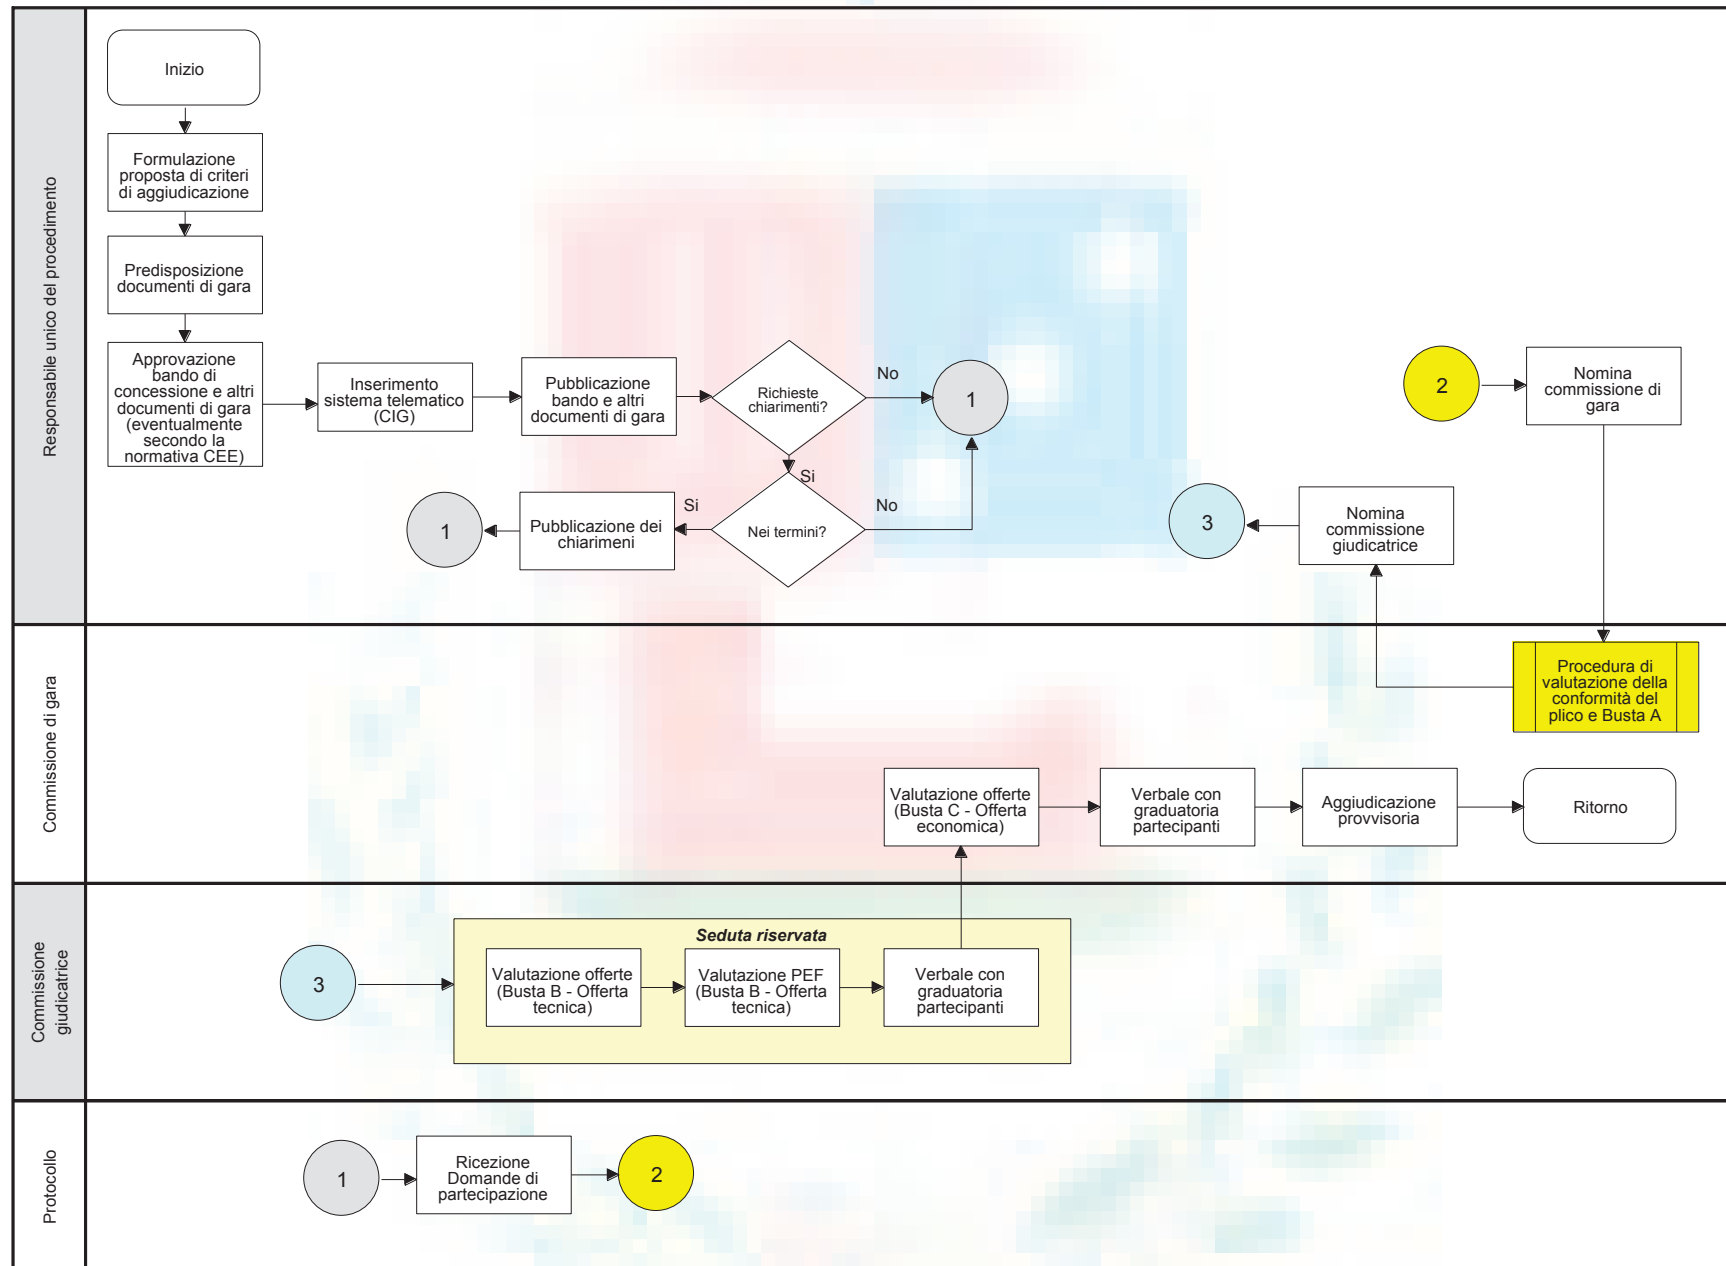 Responsabile unico del procedimento
Inizio
Formulazione
proposta di criteri
di aggiudicazione
Predisposizione
documenti di gara
Approvazione
bando di
concessione e altri
documenti di gara
(eventualmente
secondo la
normativa CEE)
Inserimento
sistema telematico
(CIG)
Pubblicazione
bando e altri
documenti di gara
Richieste
chiarimenti?
No
1
Si
Nei termini?
No
Si
Pubblicazione dei
chiarimeni
1
2
Nomina
commissione di
gara
Nomina
commissione
giudicatrice
3
Commissione di gara
Procedura di
valutazione della
conformità del
plico e Busta A
Valutazione offerte
(Busta C - Offerta
economica)
Verbale con
graduatoria
partecipanti
Aggiudicazione
provvisoria
Ritorno
Commissione
giudicatrice
3
Seduta riservata
Valutazione offerte
(Busta B - Offerta
tecnica)
Valutazione PEF
(Busta B - Offerta
tecnica)
Verbale con
graduatoria
partecipanti
Protocollo
1
Ricezione
Domande di
partecipazione
2